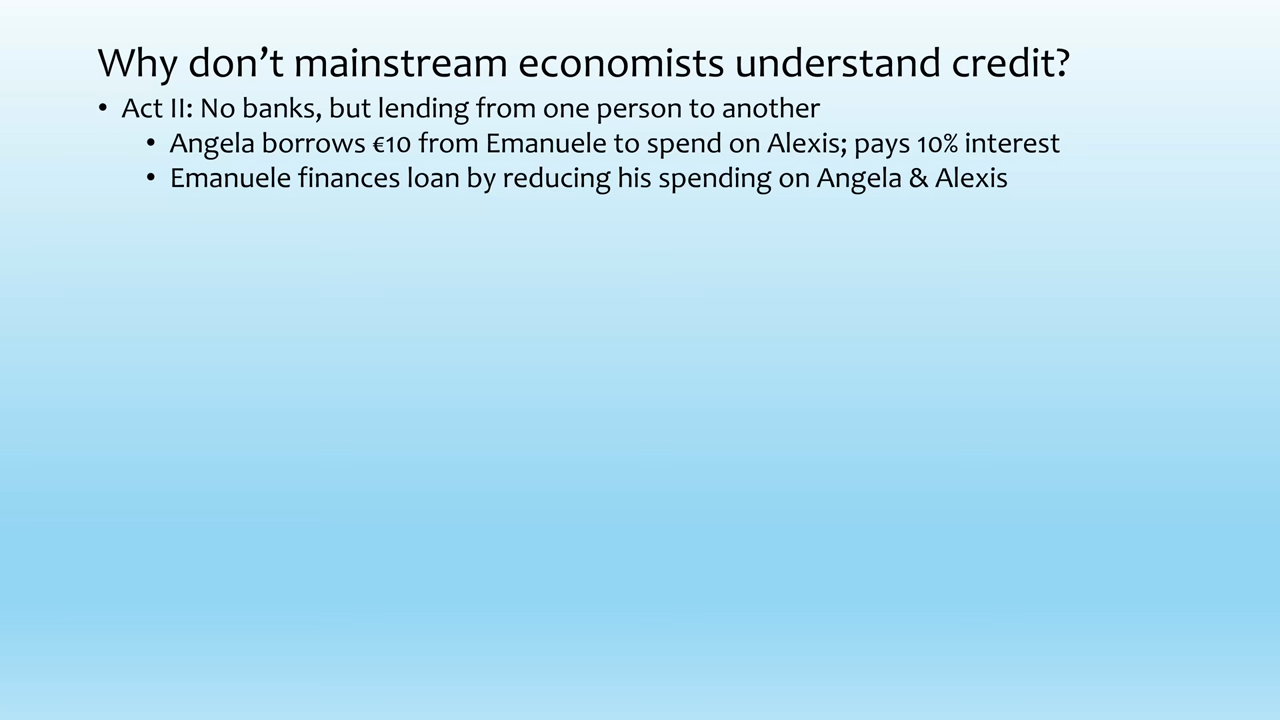 Why don’t mainstream economists understand credit?
• Act II: No banks, but lending from one person to another
• Angela borrows €10 from Emanuele to spend on Alexis; pays 10% interest
• Emanuele finances loan by reducing his spending on Angela & Alexis